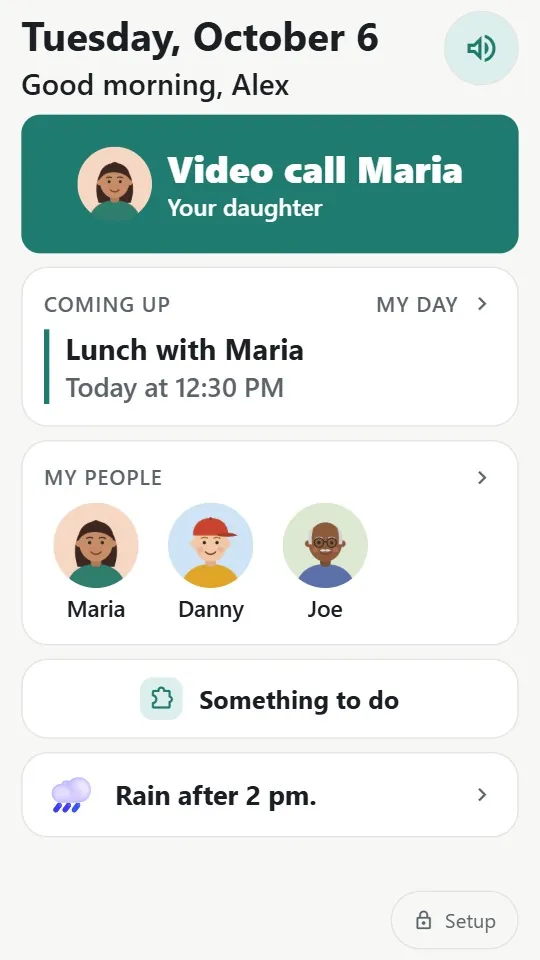 Tuesday, October 6
Good morning, Alex
Video call Maria
Your daughter
COMING UP
MY DAY
Lunch with Maria
Today at 12:30 PM
MY PEOPLE
Maria
Danny
Joe
Something to do
Rain after 2 pm.
Setup